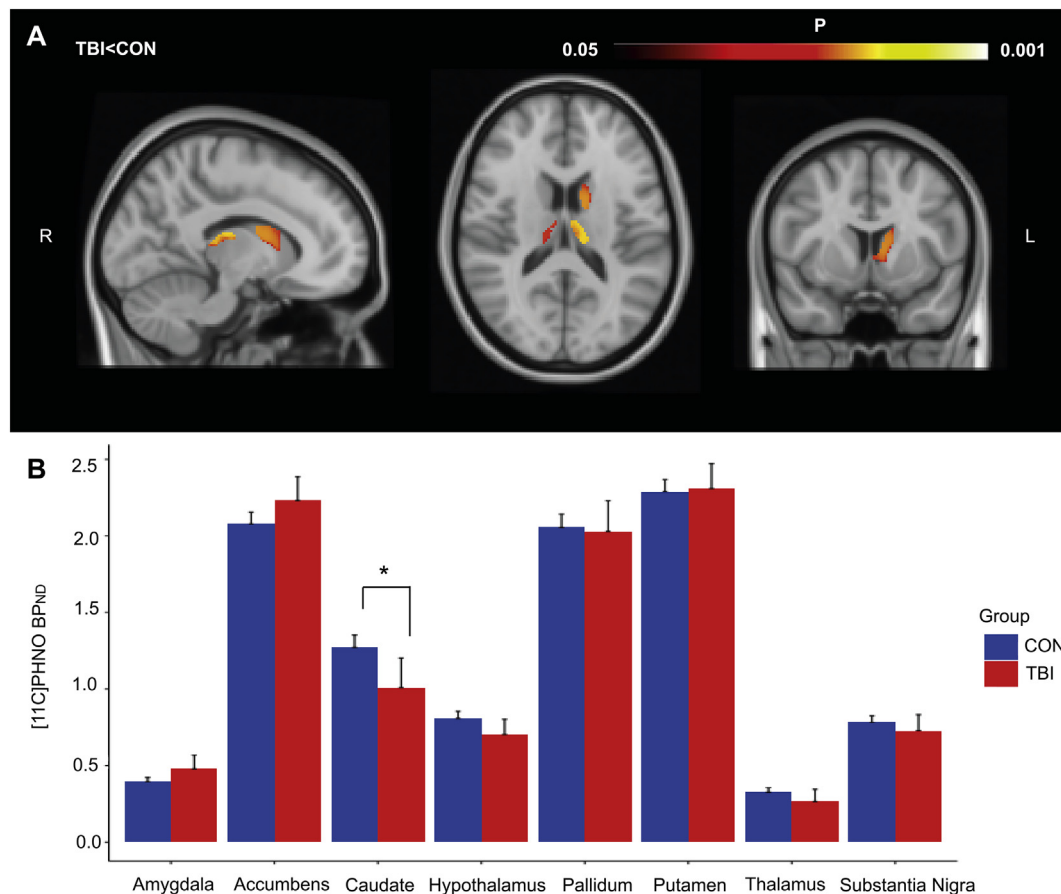 A
TBI<CON
P
0.05
0.001
R
L
B
2.5
2.0
1.5
1.0
0.5
0.0
[11C]PHNO BPND
*
Group
CON
TBI
Amygdala Accumbens Caudate Hypothalamus Pallidum Putamen Thalamus Substantia Nigra